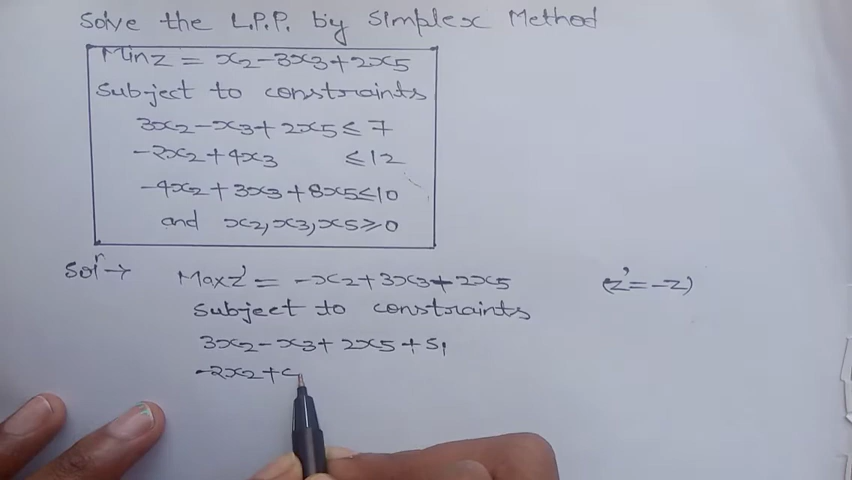 Solve the L.P.P. by Simplex Method
Min z = x2 - 3x3 + 2x5
Subject to constraints
3x2 - x3 + 2x5 ≤ 7
-2x2 + 4x3 ≤ 12
-4x2 + 3x3 + 8x5 ≤ 10
and x2, x3, x5 ≥ 0
Solⁿ → Max z' = -x2 + 3x3 - 2x5 (z' = -z)
Subject to constraints
3x2 - x3 + 2x5 + S1
-2x2 +